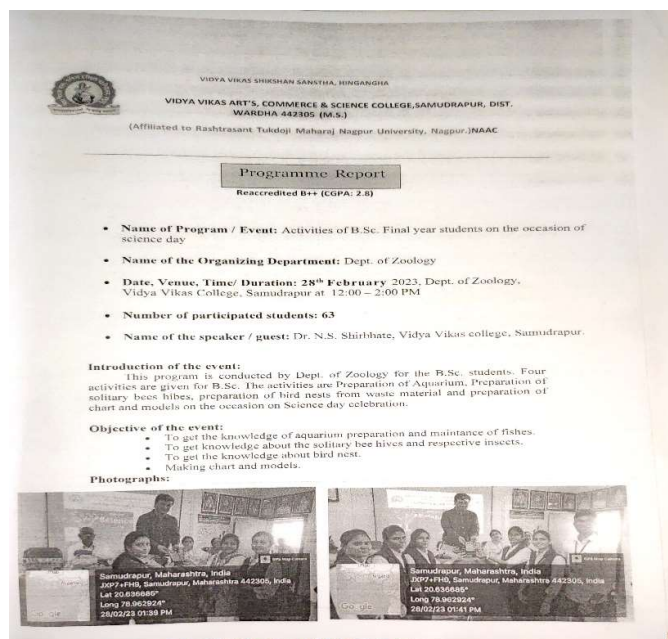 VIDYA VIKAS SHIKSHAN SANSTHA, HINGANGHA
VIDYA VIKAS ART'S, COMMERCE & SCIENCE COLLEGE,SAMUDRAPUR, DIST.
WARDHA 442305 (M.S.)
(Affiliated to Rashtrasant Tukdoji Maharaj Nagpur University, Nagpur.)NAAC
Programme Report
Reaccredited B++ (CGPA: 2.8)
• Name of Program / Event: Activities of B.Sc. Final year students on the occasion of
science day
• Name of the Organizing Department: Dept. of Zoology
• Date, Venue, Time/ Duration: 28th February 2023, Dept. of Zoology,
Vidya Vikas College, Samudrapur at 12:00 – 2:00 PM
• Number of participated students: 63
• Name of the speaker / guest: Dr. N.S. Shirbhate, Vidya Vikas college, Samudrapur.
Introduction of the event:
This program is conducted by Dept. of Zoology for the B.Sc. students. Four
activities are given for B.Sc. The activities are Preparation of Aquarium, Preparation of
solitary bees hibes, preparation of bird nests from waste material and preparation of
chart and models on the occasion on Science day celebration.
Objective of the event:
• To get the knowledge of aquarium preparation and maintance of fishes.
• To get knowledge about the solitary bee hives and respective insects.
• To get the knowledge about bird nest.
• Making chart and models.
Photographs:
Samudrapur, Maharashtra, India
JXP7+FH9, Samudrapur, Maharashtra 442305, India
Lat 20.636685°
Long 78.962924°
28/02/23 01:39 PM
Google
GPS Map Camera
Samudrapur, Maharashtra, India
JXP7+FH9, Samudrapur, Maharashtra 442305, India
Lat 20.636685°
Long 78.962924°
28/02/23 01:41 PM
Google